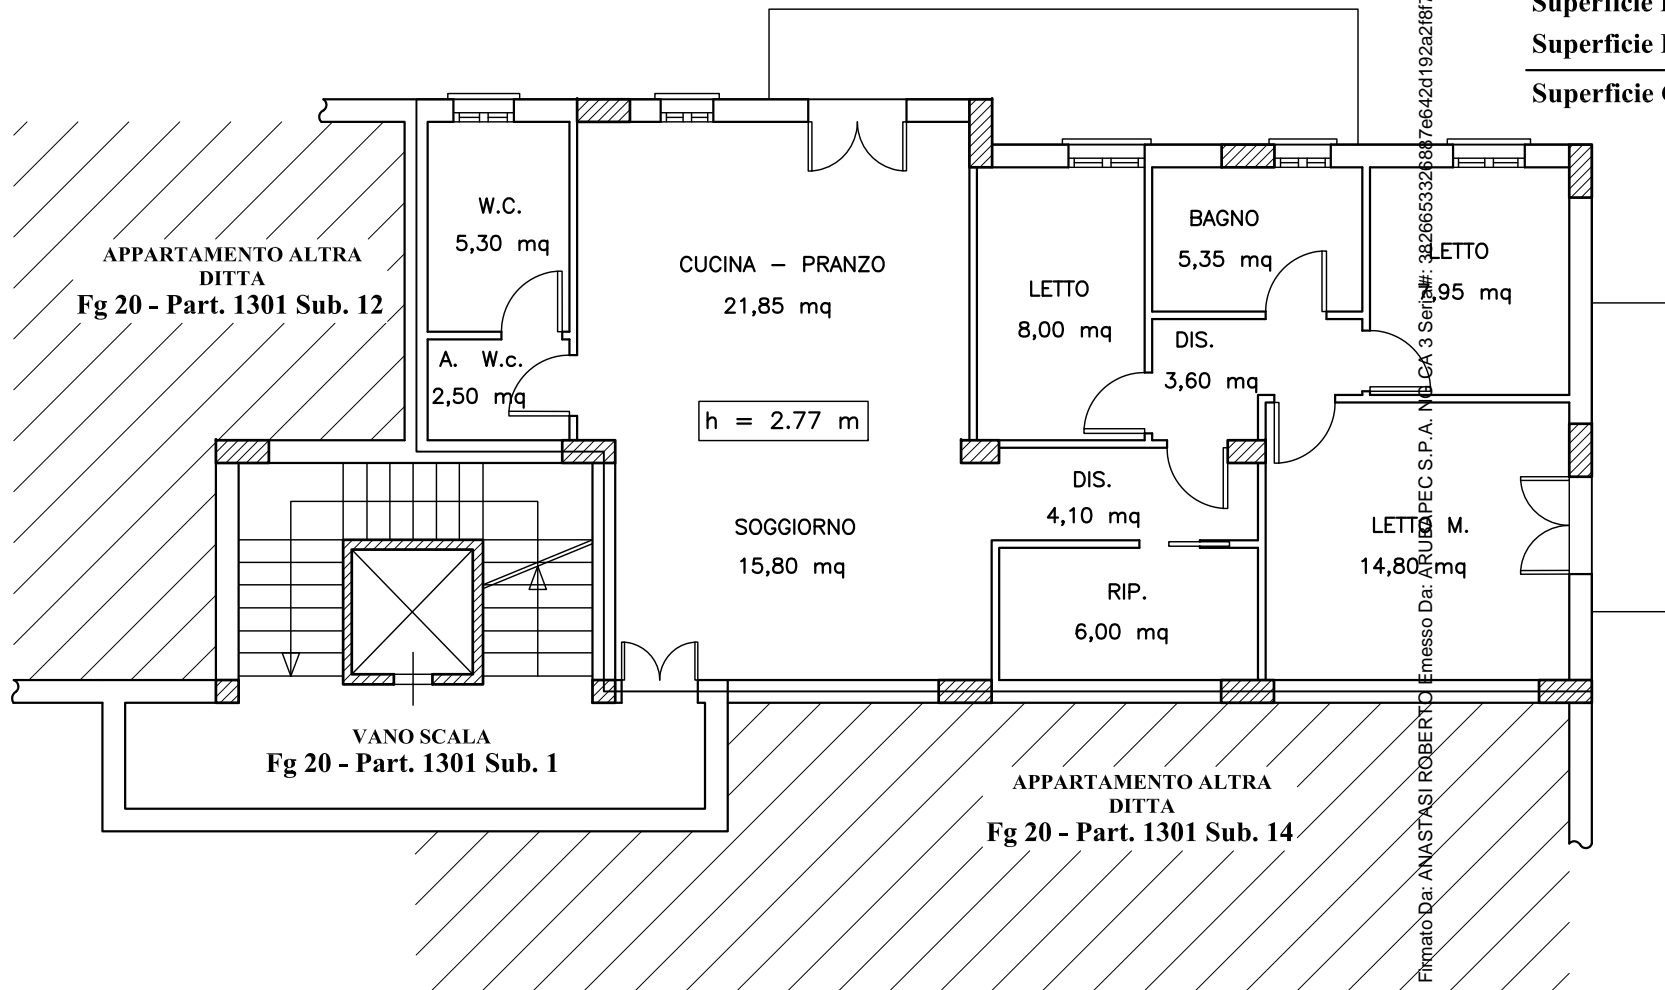 Superficie
Superficie
Superficie
W.C.
5,30 mq
APPARTAMENTO ALTRA
DITTA
Fg 20 - Part. 1301 Sub. 12
CUCINA – PRANZO
21,85 mq
LETTO
8,00 mq
BAGNO
5,35 mq
LETTO
,95 mq
A. W.c.
2,50 mq
DIS.
3,60 mq
h = 2.77 m
DIS.
4,10 mq
SOGGIORNO
15,80 mq
LETTO M.
14,80 mq
RIP.
6,00 mq
VANO SCALA
Fg 20 - Part. 1301 Sub. 1
APPARTAMENTO ALTRA
DITTA
Fg 20 - Part. 1301 Sub. 14
Firmato Da: ANASTASI ROBERTO Emesso Da: ARUBAPEC S.P.A. NG CA 3 Serial#: